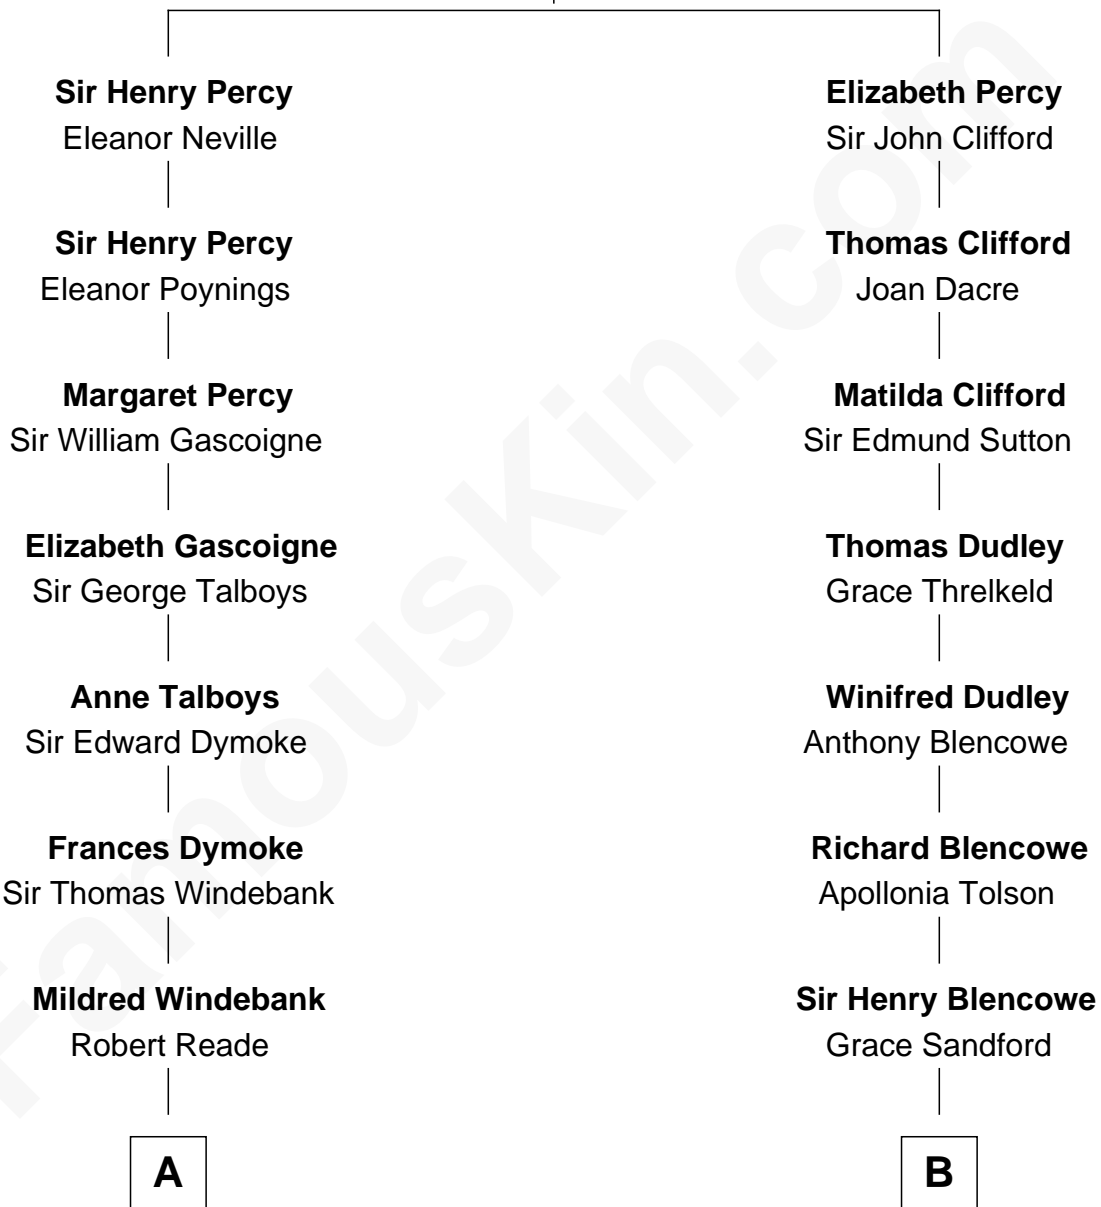 Sir Henry Percy
Eleanor Neville
Sir Henry Percy
Eleanor Poynings
Margaret Percy
Sir William Gascoigne
Elizabeth Gascoigne
Sir George Talboys
Anne Talboys
Sir Edward Dymoke
Frances Dymoke
Sir Thomas Windebank
Mildred Windebank
Robert Reade
A
Elizabeth Percy
Sir John Clifford
Thomas Clifford
Joan Dacre
Matilda Clifford
Sir Edmund Sutton
Thomas Dudley
Grace Threlkeld
Winifred Dudley
Anthony Blencowe
Richard Blencowe
Apollonia Tolson
Sir Henry Blencowe
Grace Sandford
B
FamousKin.com